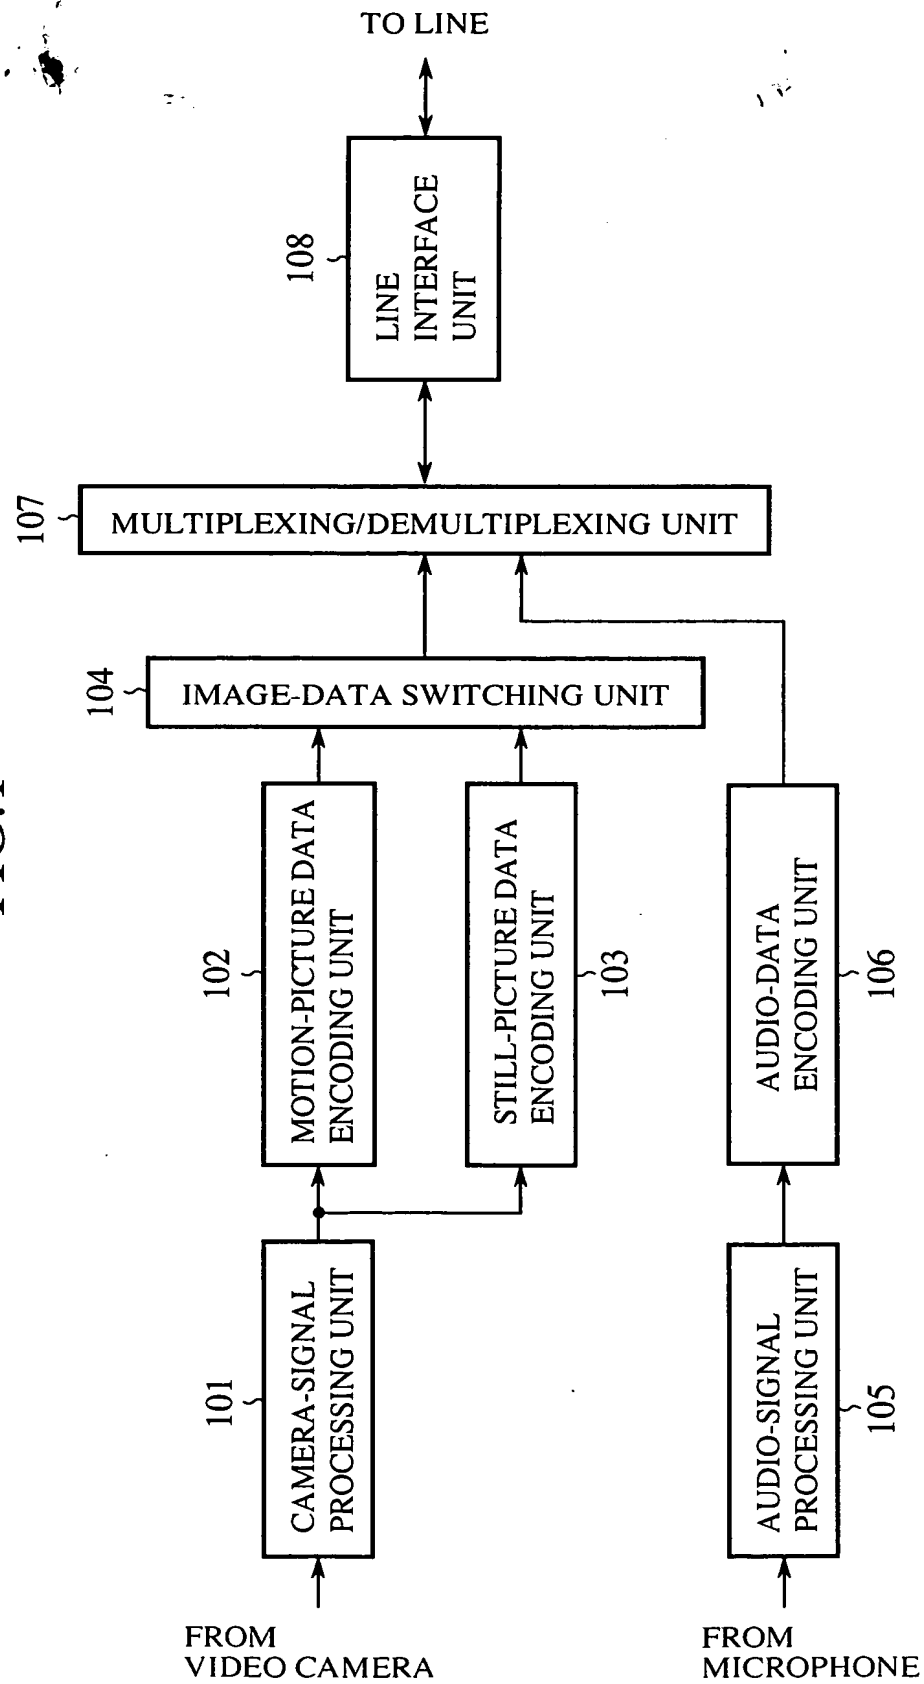 TO LINE
108
LINE
INTERFACE
UNIT
107
MULTIPLEXING/DEMULTIPLEXING UNIT
104
IMAGE-DATA SWITCHING UNIT
102
MOTION-PICTURE DATA
ENCODING UNIT
STILL-PICTURE DATA
ENCODING UNIT
103
AUDIO-DATA
ENCODING UNIT
106
101
CAMERA-SIGNAL
PROCESSING UNIT
AUDIO-SIGNAL
PROCESSING UNIT
105
FROM
VIDEO CAMERA
FROM
MICROPHONE